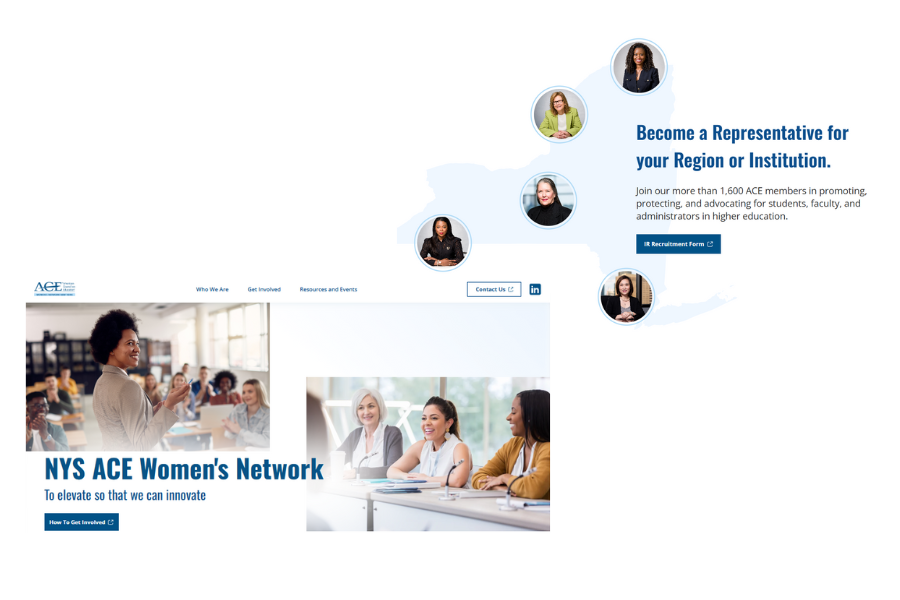 Become a Representative for
your Region or Institution.
Join our more than 1,600 ACE members in promoting,
protecting, and advocating for students, faculty, and
administrators in higher education.
IR Recruitment Form
ACE
Who We Are
Get Involved
Resources and Events
Contact Us
in
NYS ACE Women's Network
To elevate so that we can innovate
How To Get Involved